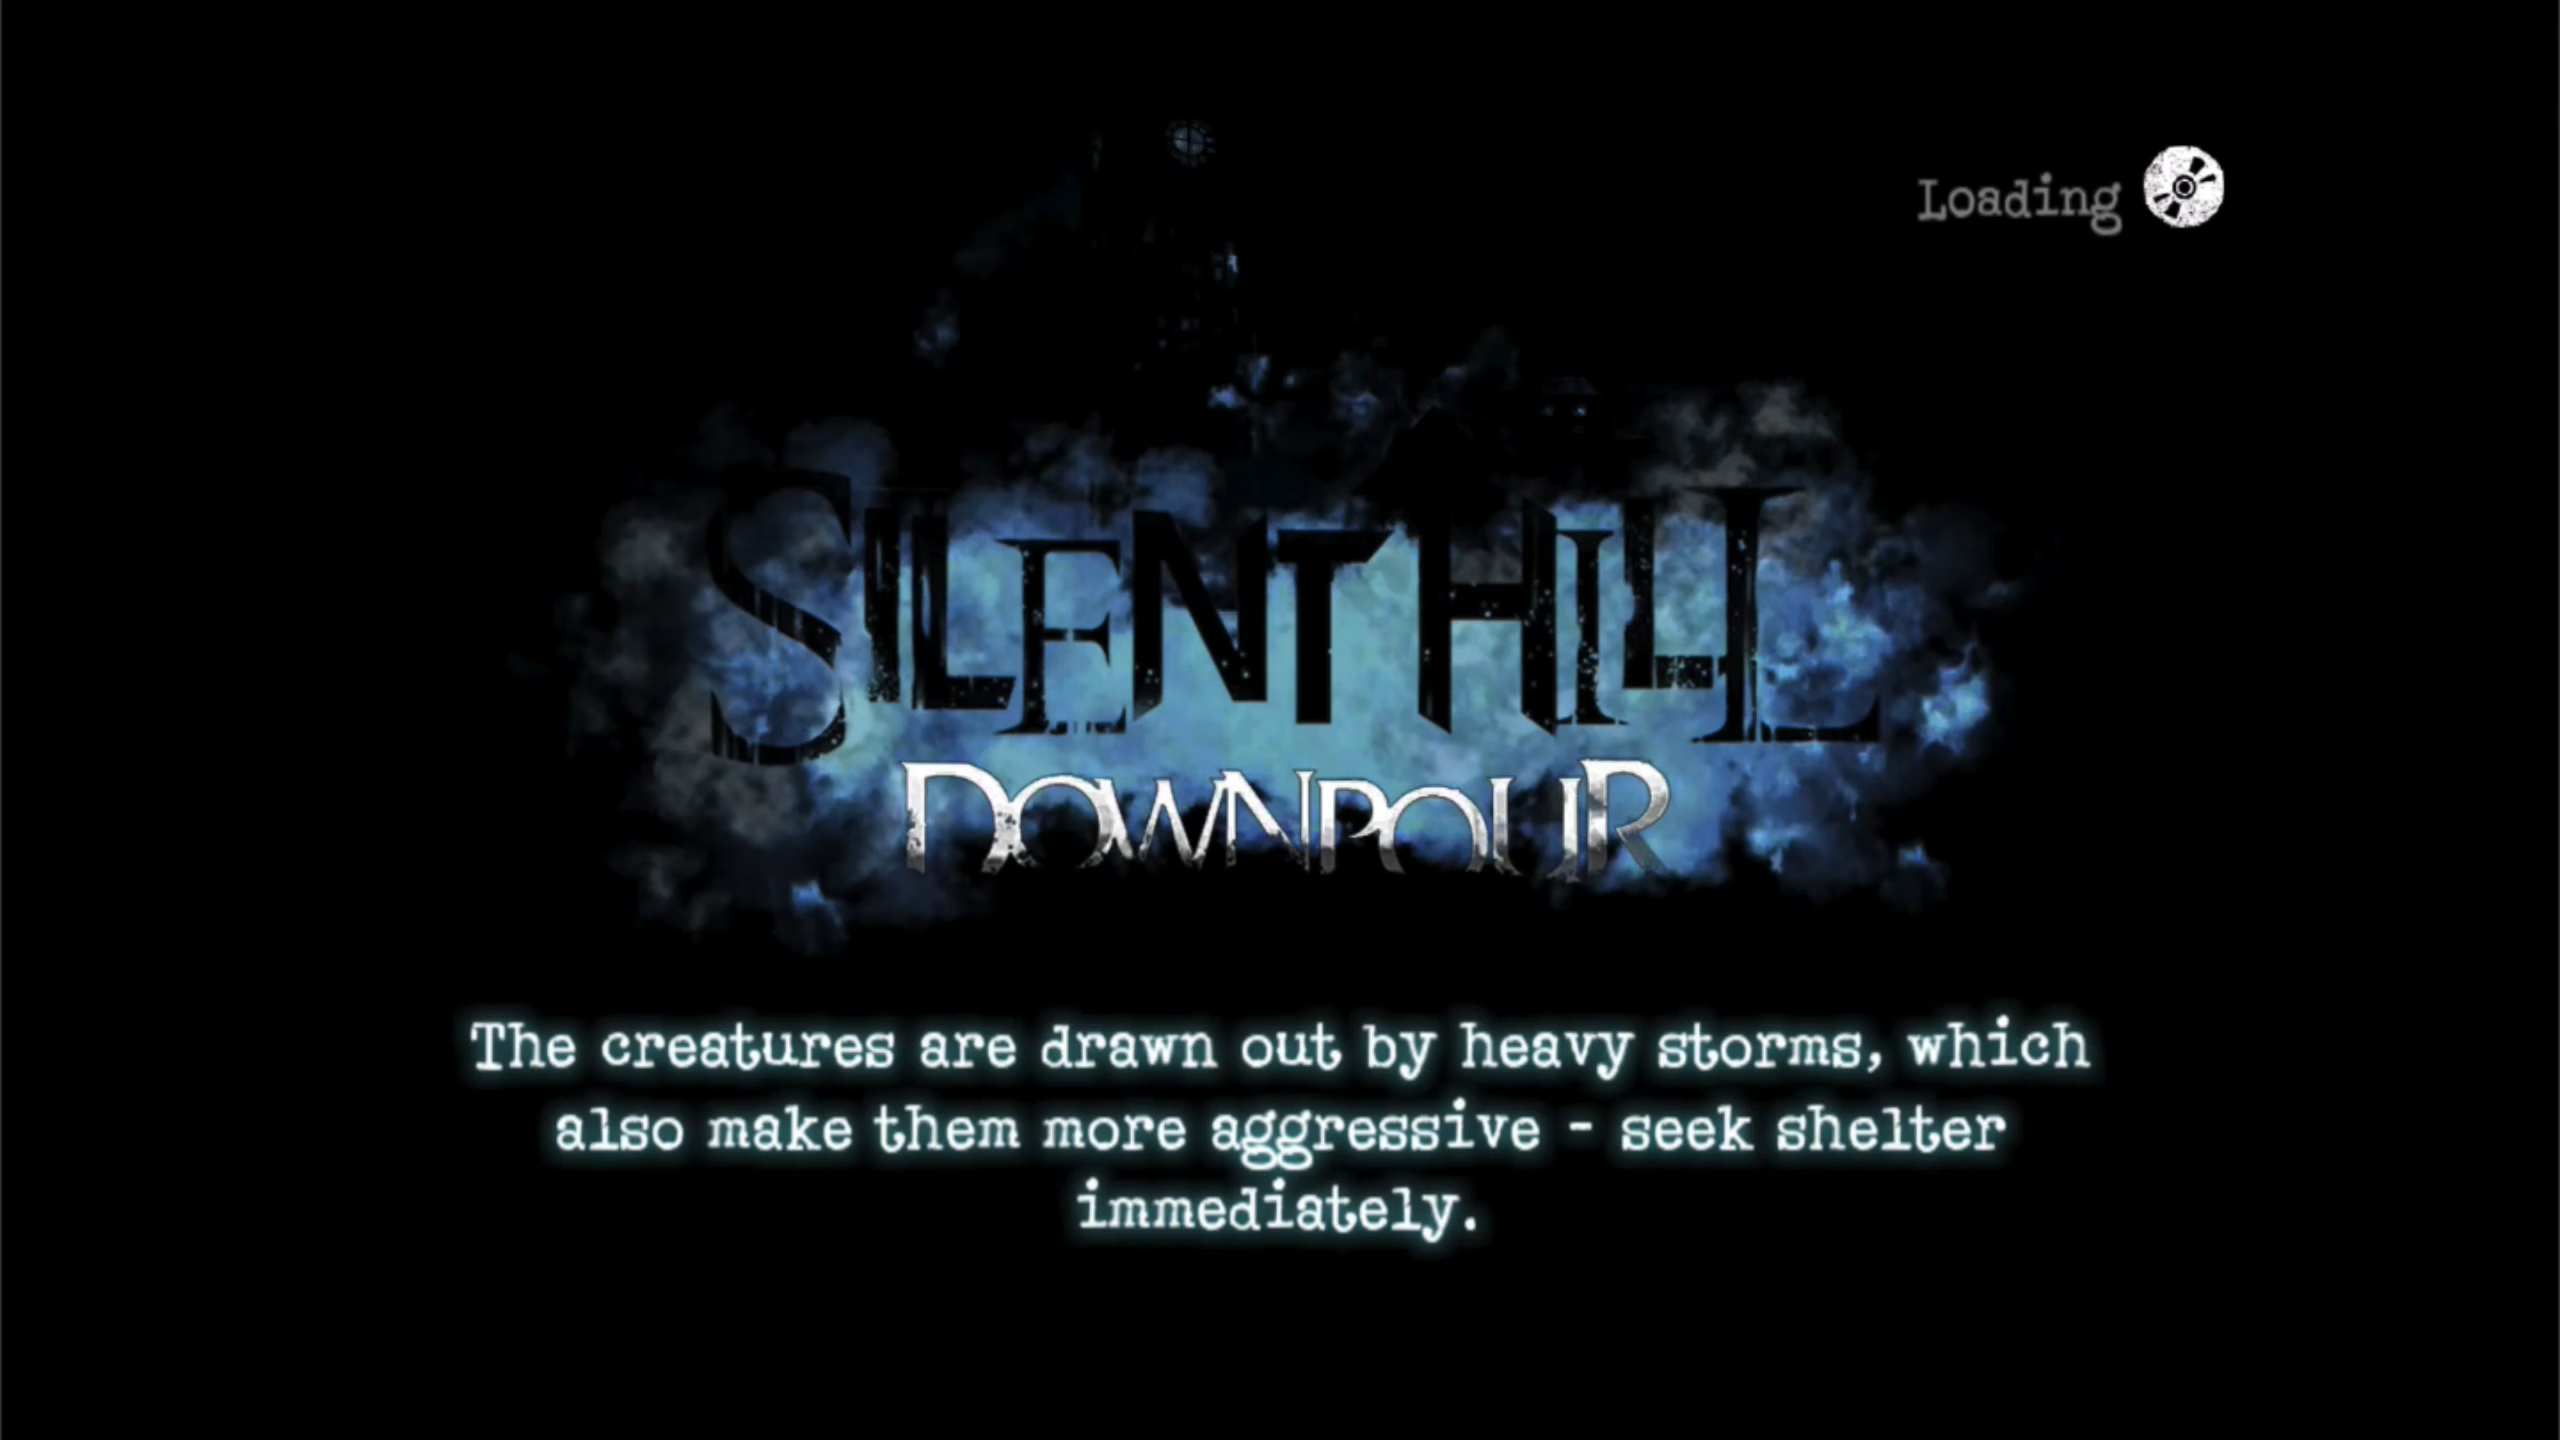 Loading
SILENT HILL
DOWNPOUR
The creatures are drawn out by heavy storms, which
also make them more aggressive - seek shelter
immediately.